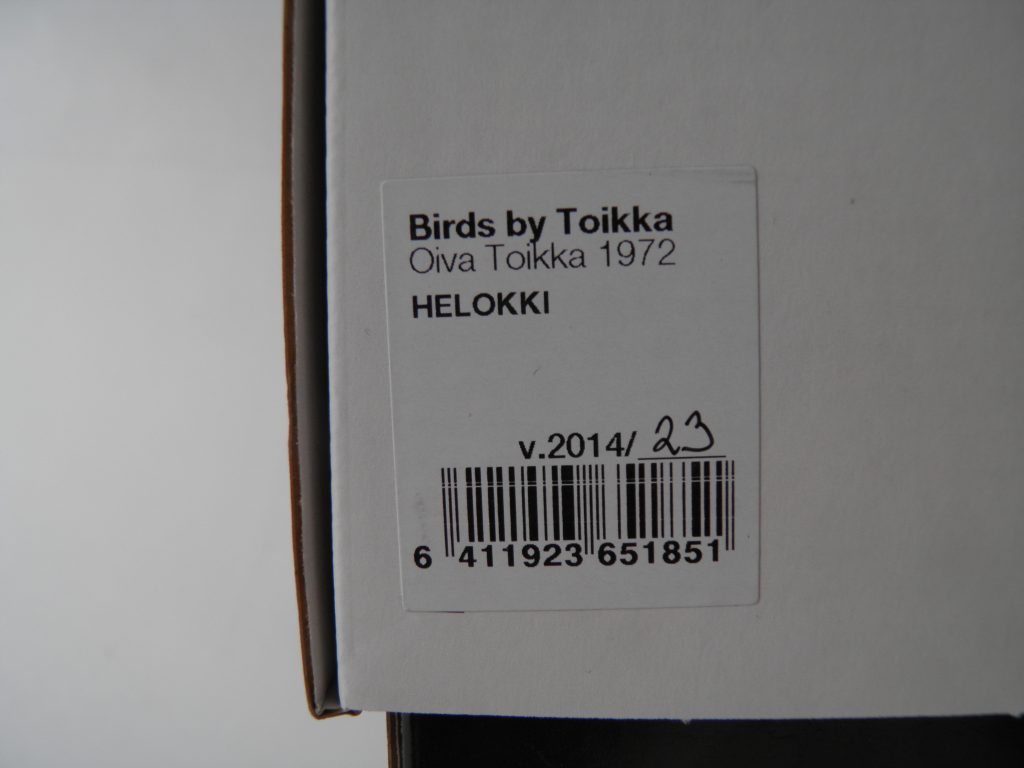 Birds by Toikka
Oiva Toikka 1972
HELOKKI
v.2014/ 23
6 411923 651851